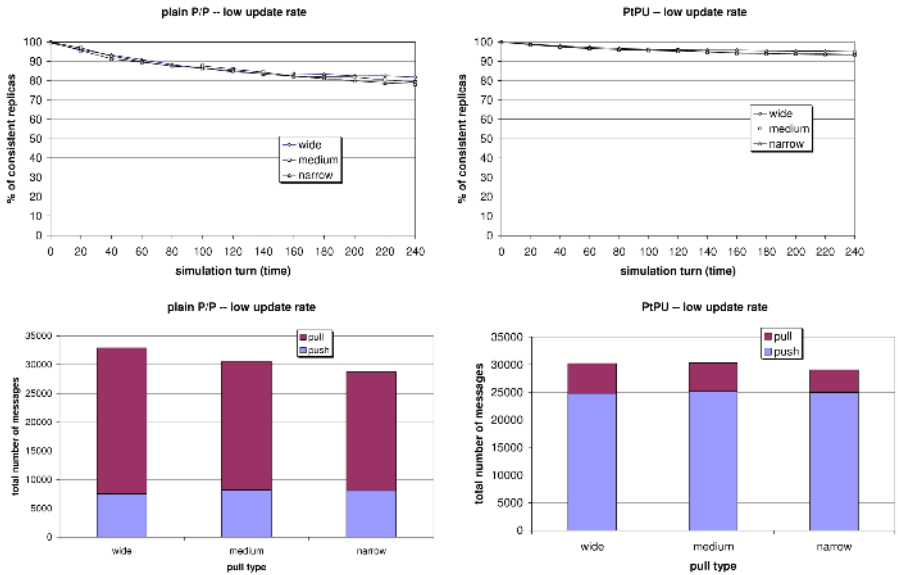 plain P/P -- low update rate
% of consistent replicas
100
90
80
70
60
50
40
30
20
10
0
wide
medium
narrow
0 20 40 60 80 100 120 140 160 180 200 220 240
simulation turn (time)
PtPU -- low update rate
% of consistent replicas
100
90
80
70
60
50
40
30
20
10
0
wide
medium
narrow
0 20 40 60 80 100 120 140 160 180 200 220 240
simulation turn (time)
plain P/P -- low update rate
total number of messages
35000
30000
25000
20000
15000
10000
5000
0
pull
push
wide medium narrow
pull type
PtPU -- low update rate
total number of messages
35000
30000
25000
20000
15000
10000
5000
0
pull
push
wide medium narrow
pull type